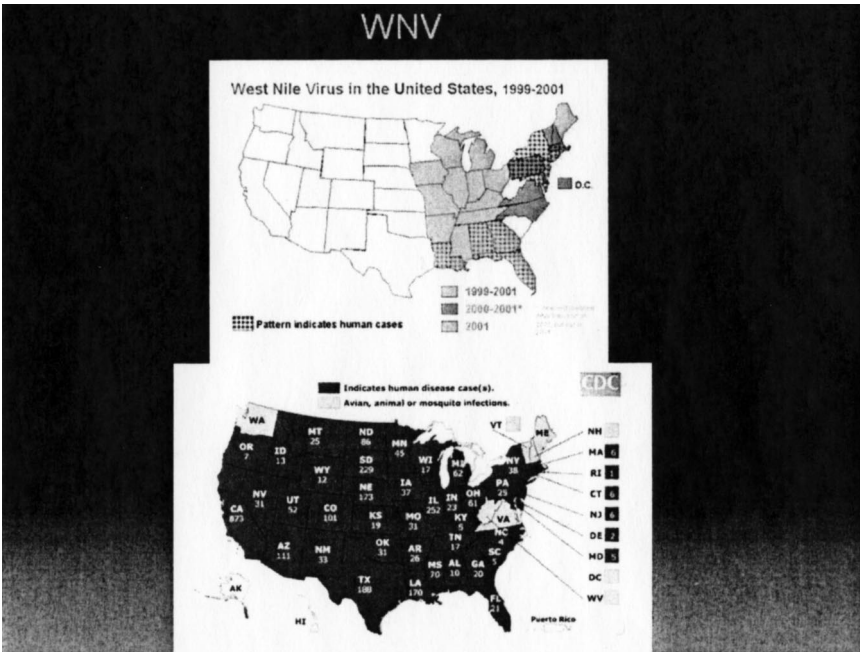 WNV
West Nile Virus in the United States, 1999-2001
D.C.
1999-2001
2000-2001*
2001
Pattern indicates human cases
CDC
Indicates human disease case(s).
Avian, animal or mosquito infections.
WA
OR
7
ID
13
MT
25
ND
86
MN
45
WI
17
MI
62
NY
38
ME
VT
NH
MA 6
RI 1
CT 6
NJ 6
DE 2
MD 5
DC
WV
WY
12
SD
229
NE
173
IA
37
IL
252
IN
23
OH
61
PA
25
NV
31
UT
52
CO
101
KS
19
MO
31
KY
5
VA
CA
873
AZ
111
NM
33
OK
31
AR
26
TN
17
NC
4
SC
5
MS
70
AL
10
GA
20
TX
LA
FL
21
AK
HI
Puerto Rico